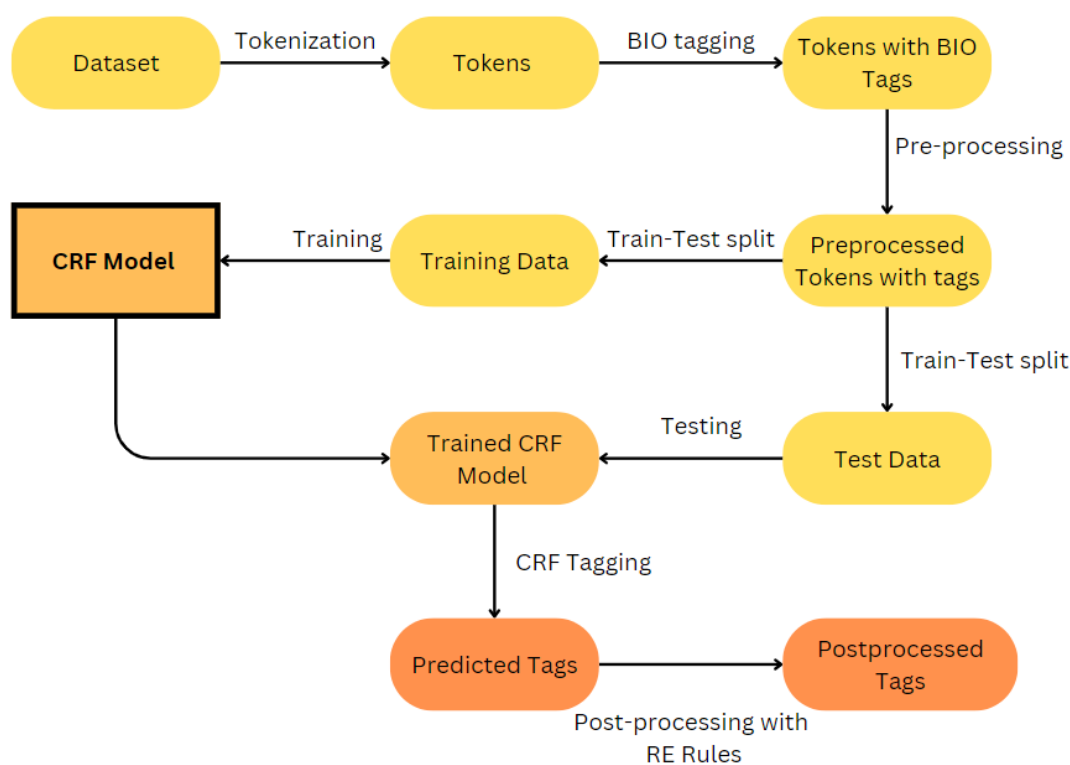 Dataset
Tokenization
Tokens
BIO tagging
Tokens with BIO
Tags
Pre-processing
CRF Model
Training
Training Data
Train-Test split
Preprocessed
Tokens with tags
Train-Test split
Trained CRF
Model
Testing
Test Data
CRF Tagging
Predicted Tags
Post-processing with
RE Rules
Postprocessed
Tags